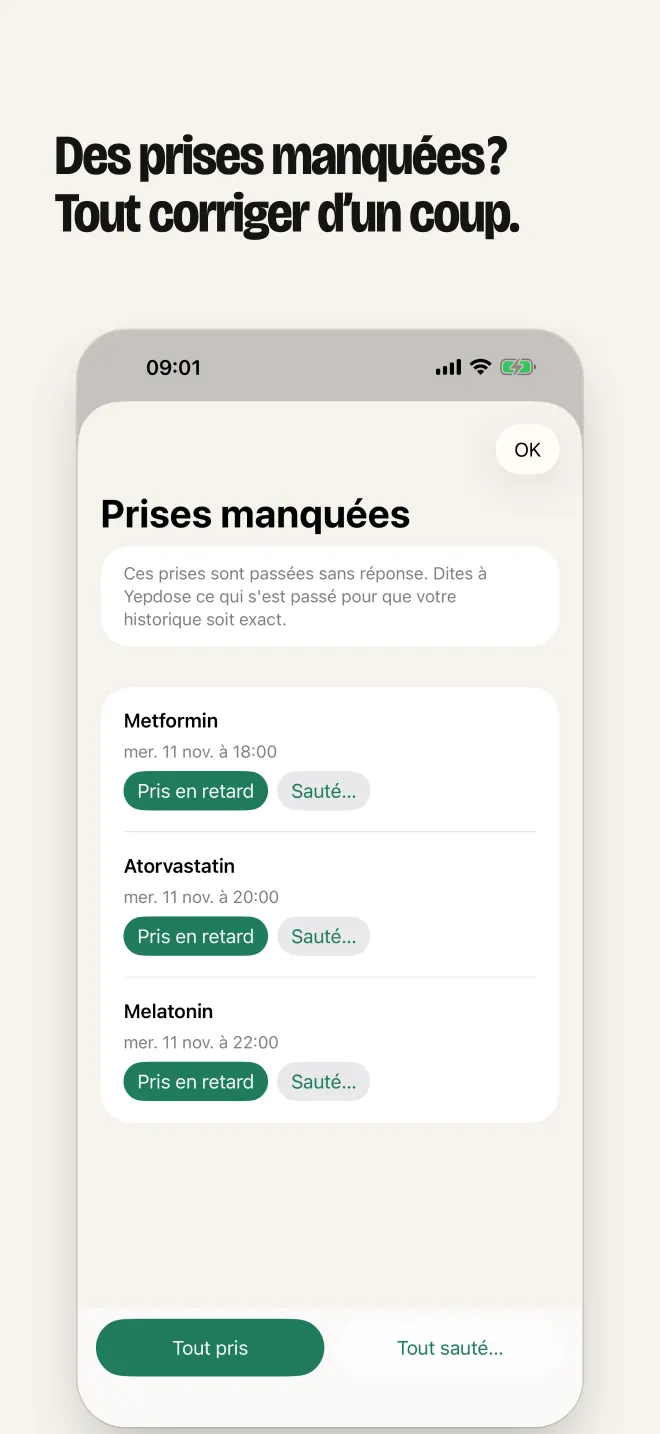 Des prises manquées?
Tout corriger d’un coup.
09:01
OK
Prises manquées
Ces prises sont passées sans réponse. Dites à
Yepdose ce qui s'est passé pour que votre
historique soit exact.
Metformin
mer. 11 nov. à 18:00
Pris en retard
Sauté…
Atorvastatin
mer. 11 nov. à 20:00
Pris en retard
Sauté…
Melatonin
mer. 11 nov. à 22:00
Pris en retard
Sauté…
Tout pris
Tout sauté…